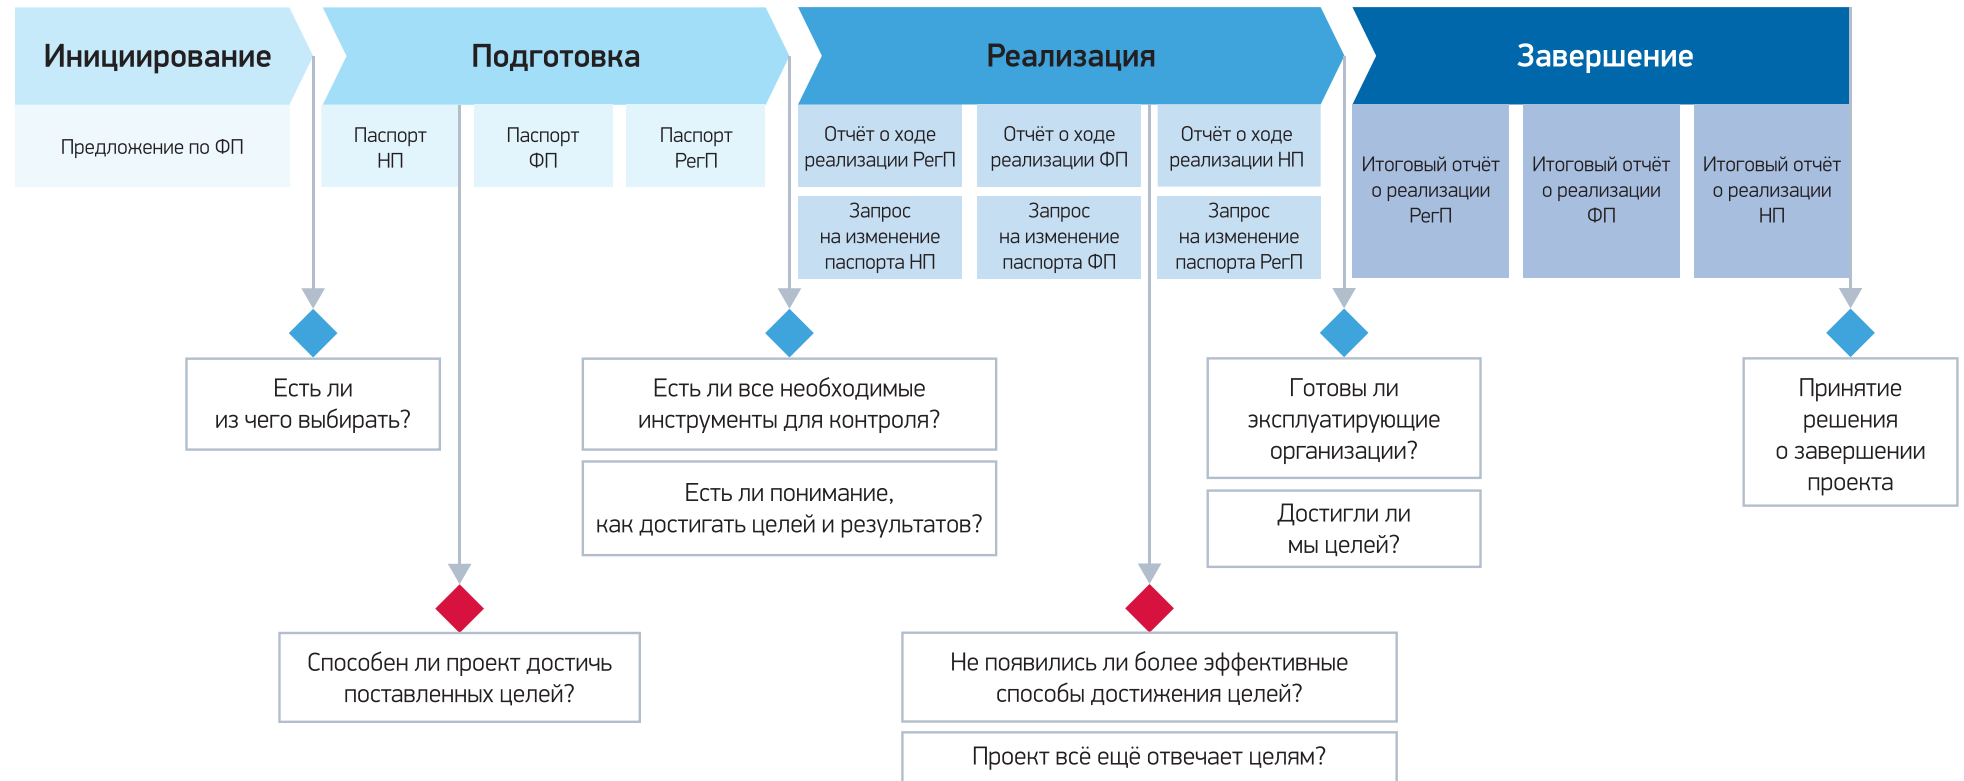 Инициирование
Подготовка
Реализация
Завершение
Предложение по ФП
Паспорт
НП
Паспорт
ФП
Паспорт
РегП
Отчёт о ходе
реализации РегП
Отчёт о ходе
реализации ФП
Отчёт о ходе
реализации НП
Запрос
на изменение
паспорта НП
Запрос
на изменение
паспорта ФП
Запрос
на изменение
паспорта РегП
Итоговый отчёт
о реализации
РегП
Итоговый отчёт
о реализации
ФП
Итоговый отчёт
о реализации
НП
Есть ли
из чего выбирать?
Есть ли все необходимые
инструменты для контроля?
Есть ли понимание,
как достигать целей и результатов?
Готовы ли
эксплуатирующие
организации?
Достигли ли
мы целей?
Принятие
решения
о завершении
проекта
Способен ли проект достичь
поставленных целей?
Не появились ли более эффективные
способы достижения целей?
Проект всё ещё отвечает целям?